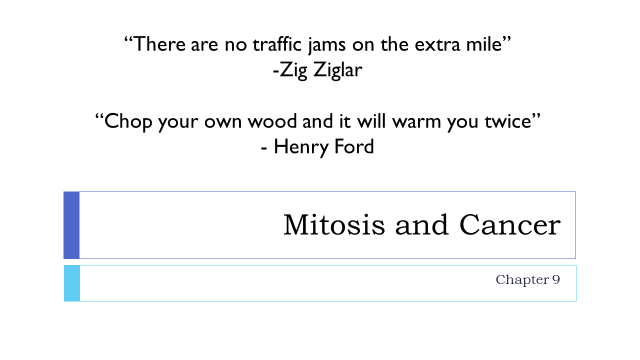 “There are no traffic jams on the extra mile”
-Zig Ziglar
“Chop your own wood and it will warm you twice”
- Henry Ford
Mitosis and Cancer
Chapter 9